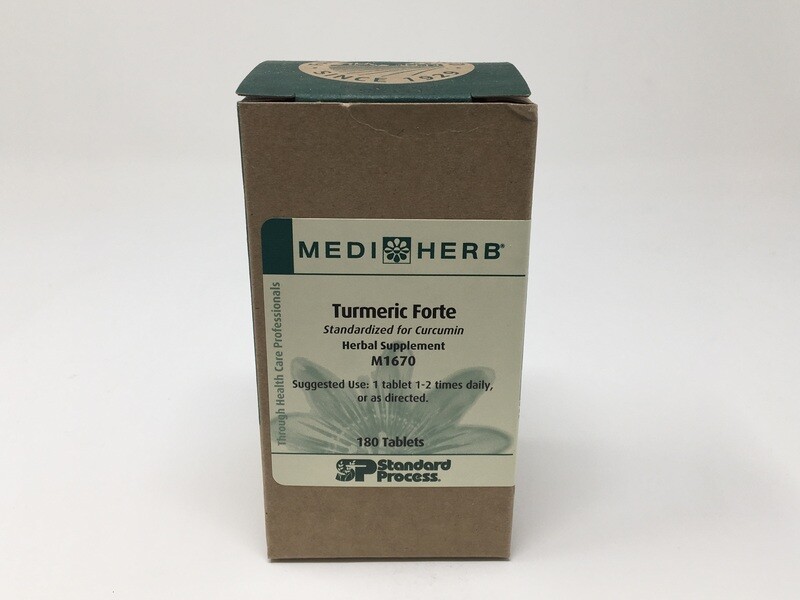 SINCE 1929
MEDI HERB®
Turmeric Forte
Standardized for Curcumin
Herbal Supplement
M1670
Suggested Use: 1 tablet 1-2 times daily,
or as directed.
180 Tablets
SP Standard
Process®
Through Health Care Professionals